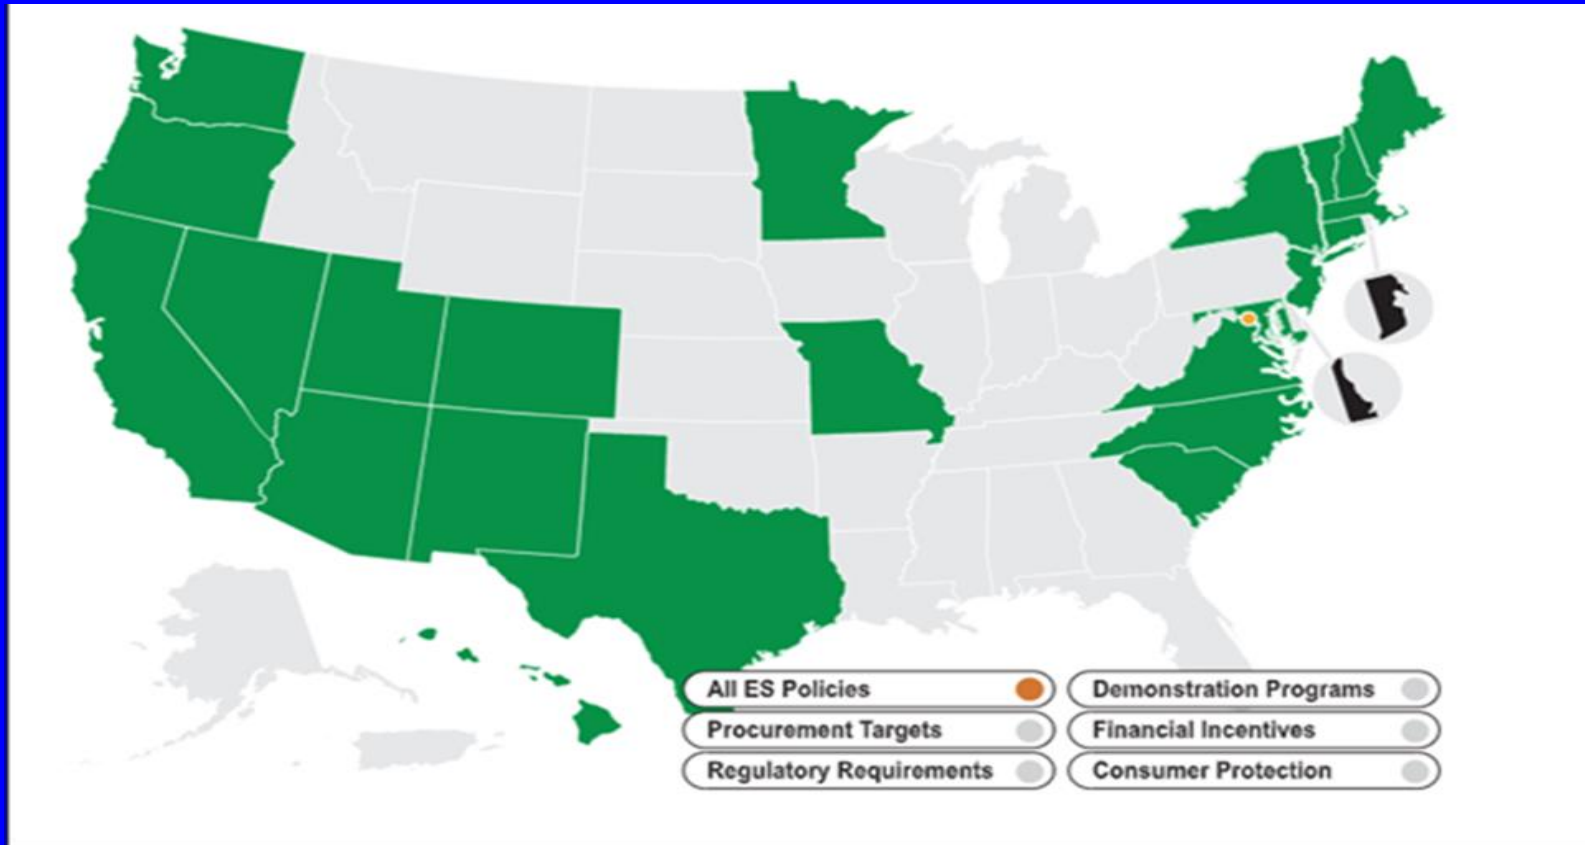 All ES Policies
Demonstration Programs
Procurement Targets
Financial Incentives
Regulatory Requirements
Consumer Protection